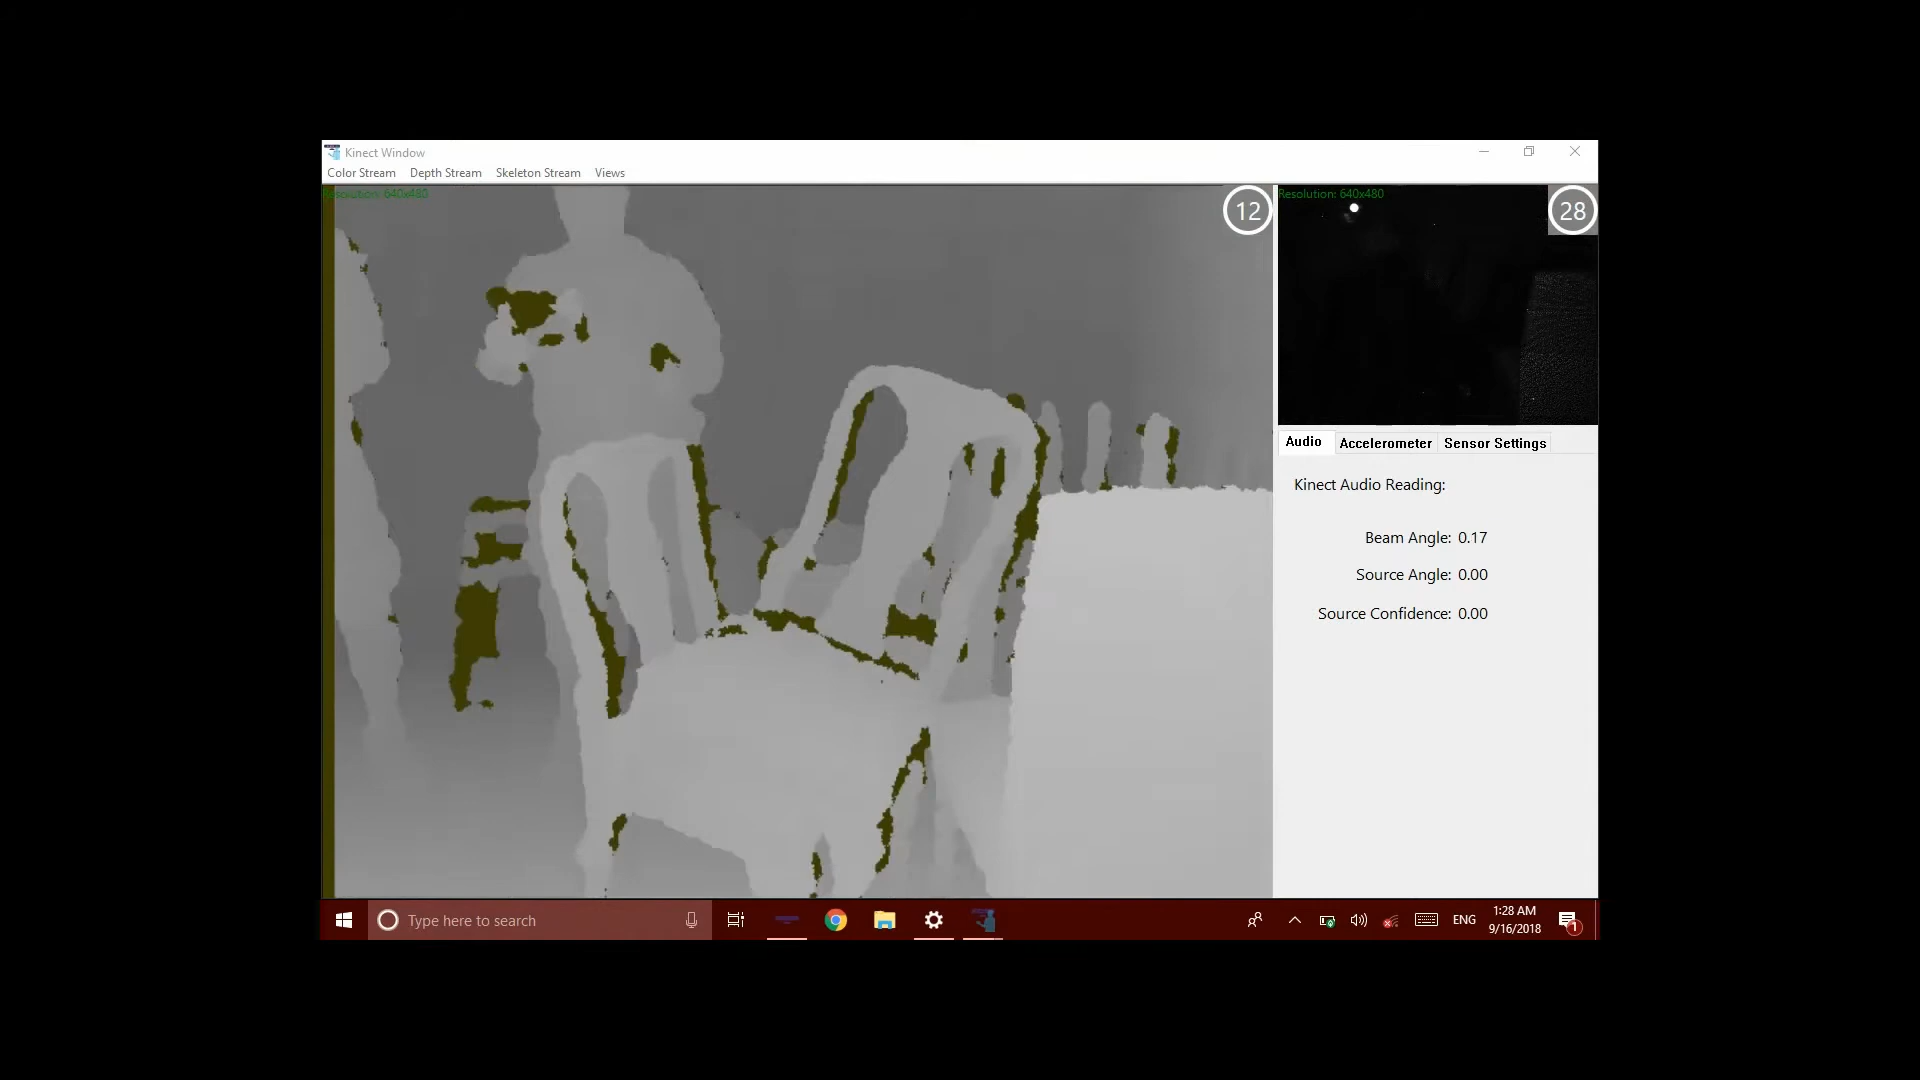 Kinect Window
Color Stream Depth Stream Skeleton Stream Views
Resolution: 640x480
12
Resolution: 640x480
28
Audio Accelerometer Sensor Settings
Kinect Audio Reading:
Beam Angle: 0.17
Source Angle: 0.00
Source Confidence: 0.00
Type here to search
ENG
1:28 AM
9/16/2018
1